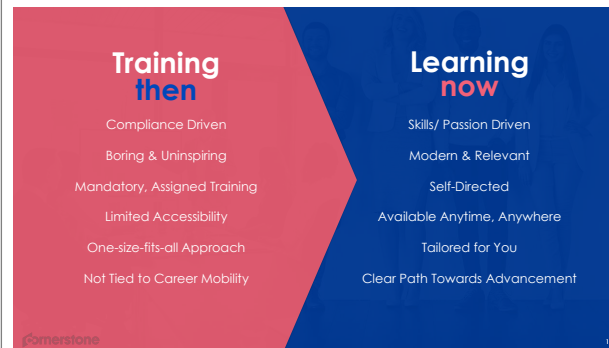 Training
then
Compliance Driven
Boring & Uninspiring
Mandatory, Assigned Training
Limited Accessibility
One-size-fits-all Approach
Not Tied to Career Mobility
Learning
now
Skills/ Passion Driven
Modern & Relevant
Self-Directed
Available Anytime, Anywhere
Tailored for You
Clear Path Towards Advancement
Cornerstone